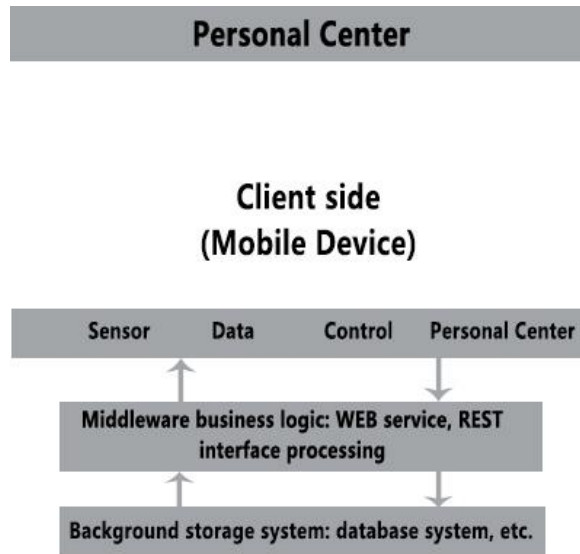 Personal Center
Client side
(Mobile Device)
Sensor Data Control Personal Center
Middleware business logic: WEB service, REST
interface processing
Background storage system: database system, etc.